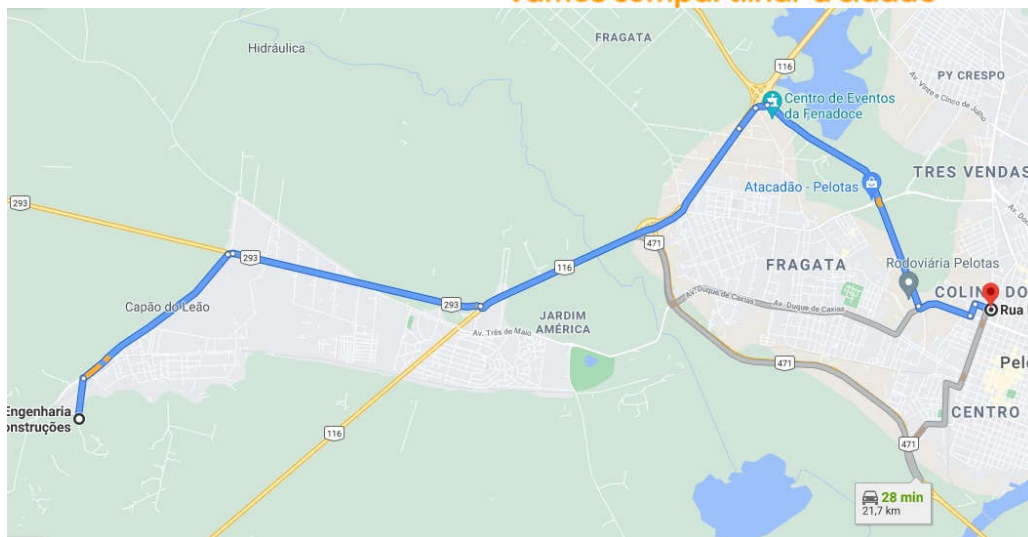 Vamos compartilhar a cidade
Hidráulica
FRAGATA
116
PY CRESPO
Av. Vinte e Cinco de Julho
Centro de Eventos
da Fenadoce
TRES VENDAS
Atacadão - Pelotas
293
293
471
116
FRAGATA
Rodoviária Pelotas
Capão do Leão
293
JARDIM
AMÉRICA
Av. Três de Maio
Av. Duque de Caxias
Av. Duque de Caxias
COLINA DO
Rua
471
Engenharia
onstruções
116
CENTRO
471
28 min
21,7 km